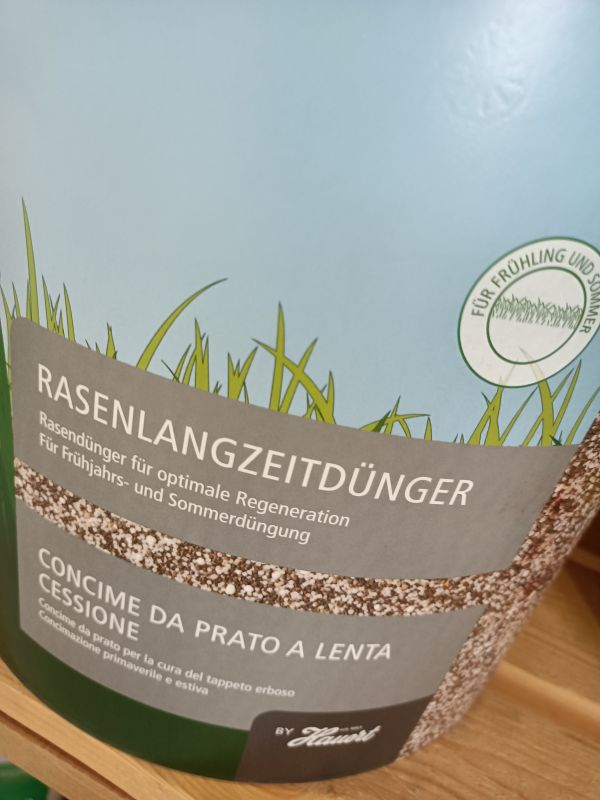 FÜR FRÜHLING UND SOMMER
RASENLANGZEITDÜNGER
Rasendünger für optimale Regeneration
Für Frühjahrs- und Sommerdüngung
CONCIME DA PRATO A LENTA
CESSIONE
Concime da prato per la cura del tappeto erboso
Concimazione primaverile e estiva
BY Hauert